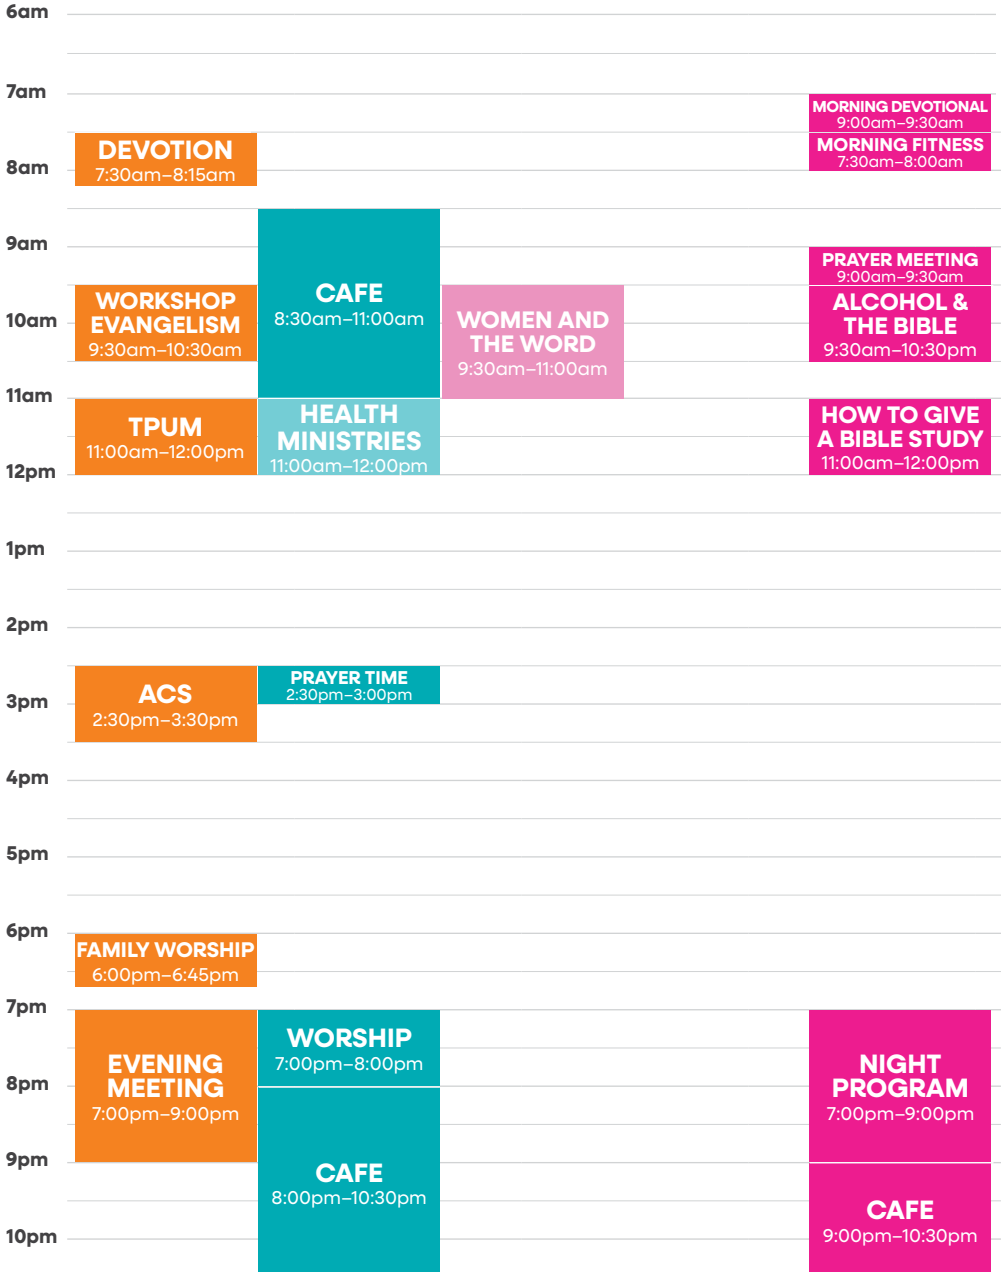 6am
7am
8am
9am
10am
11am
12pm
1pm
2pm
3pm
4pm
5pm
6pm
7pm
8pm
9pm
10pm
DEVOTION
7:30am–8:15am
WORKSHOP
EVANGELISM
9:30am–10:30am
TPUM
11:00am–12:00pm
ACS
2:30pm–3:30pm
FAMILY WORSHIP
6:00pm–6:45pm
EVENING
MEETING
7:00pm–9:00pm
CAFE
8:30am–11:00am
HEALTH
MINISTRIES
11:00am–12:00pm
PRAYER TIME
2:30pm–3:00pm
WORSHIP
7:00pm–8:00pm
CAFE
8:00pm–10:30pm
WOMEN AND
THE WORD
9:30am–11:00am
MORNING DEVOTIONAL
9:00am–9:30am
MORNING FITNESS
7:30am–8:00am
PRAYER MEETING
9:00am–9:30am
ALCOHOL &
THE BIBLE
9:30am–10:30pm
HOW TO GIVE
A BIBLE STUDY
11:00am–12:00pm
NIGHT
PROGRAM
7:00pm–9:00pm
CAFE
9:00pm–10:30pm